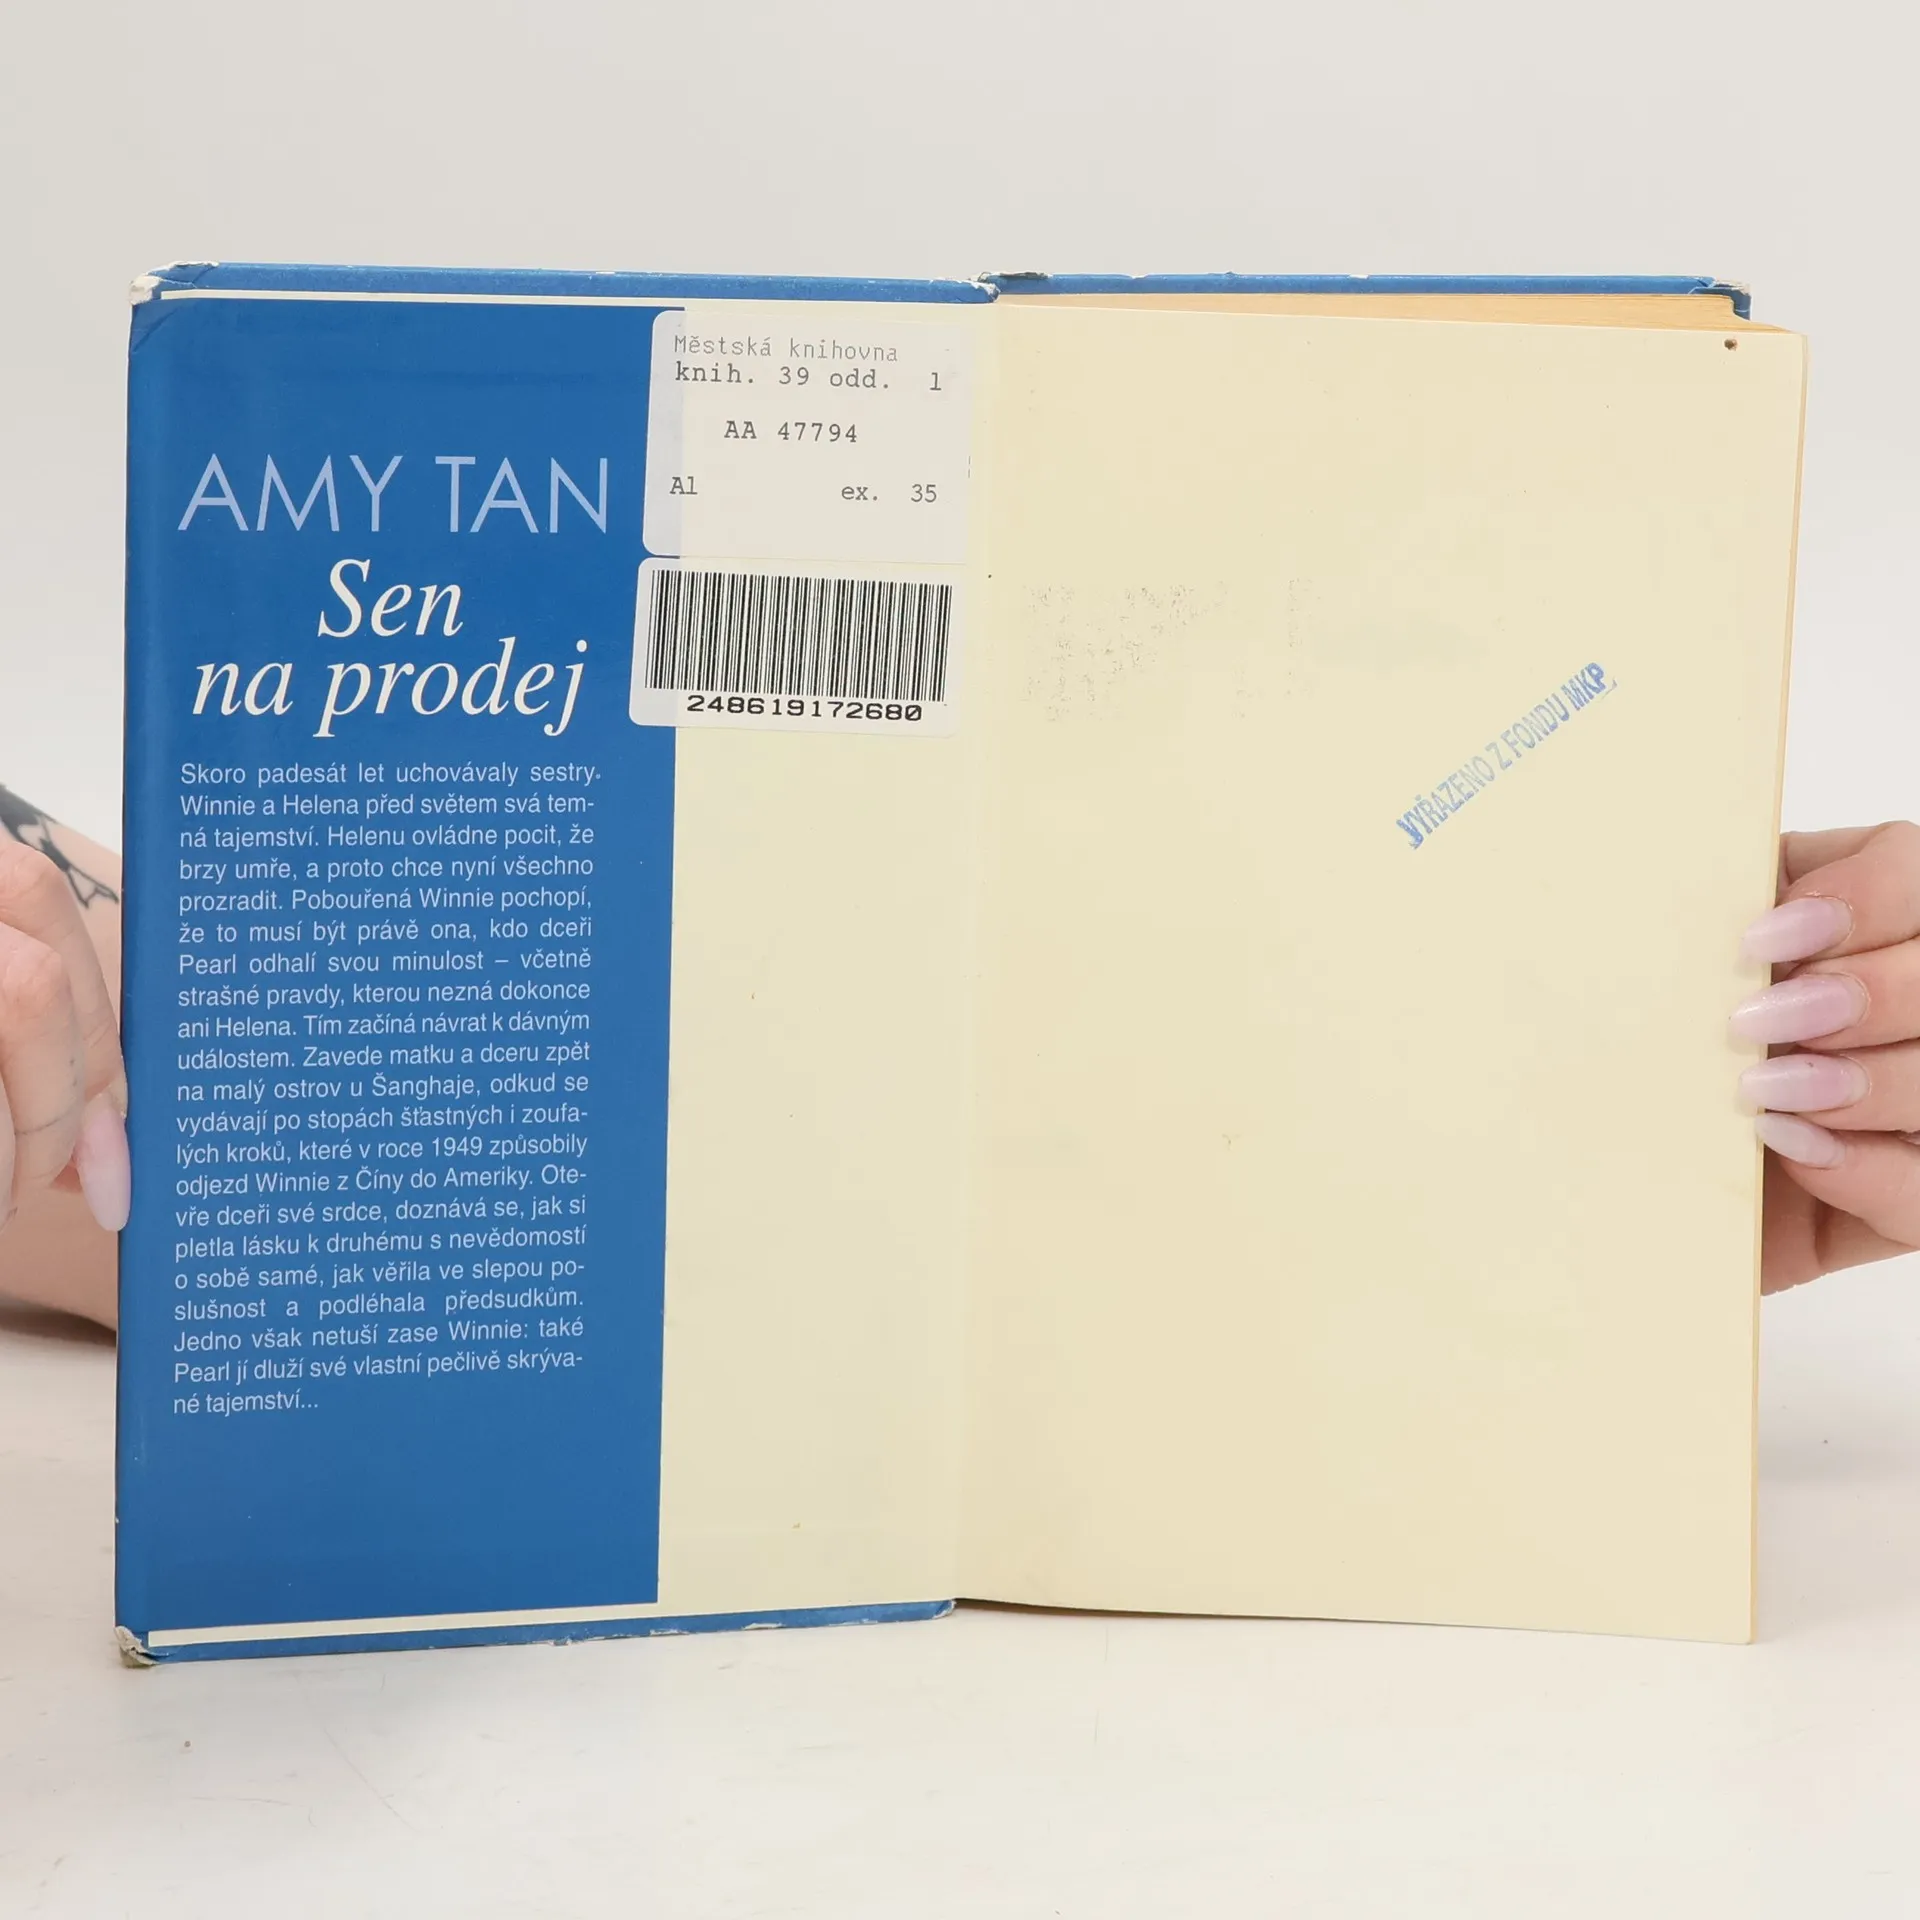 AMY TAN
Sen
na prodej
Skoro padesát let uchovávaly sestry
Winnie a Helena před světem svá tem-
ná tajemství. Helenu ovládne pocit, že
brzy umře, a proto chce nyní všechno
prozradit. Pobouřená Winnie pochopí,
že to musí být právě ona, kdo dceři
Pearl odhalí svou minulost – včetně
strašné pravdy, kterou nezná dokonce
ani Helena. Tím začíná návrat k dávným
událostem. Zavede matku a dceru zpět
na malý ostrov u Šanghaje, odkud se
vydávají po stopách šťastných i zoufa-
lých kroků, které v roce 1949 způsobily
odjezd Winnie z Číny do Ameriky. Ote-
vře dceři své srdce, doznává se, jak si
pletla lásku k druhému s nevědomostí
o sobě samé, jak věřila ve slepou po-
slušnost a podléhala předsudkům.
Jedno však netuší zase Winnie: také
Pearl jí dluží své vlastní pečlivě skrýva-
né tajemství...
Městská knihovna
knih. 39 odd. 1
AA 47794
Al ex. 35
248619172680
VYŘAZENO Z FONDU MKP